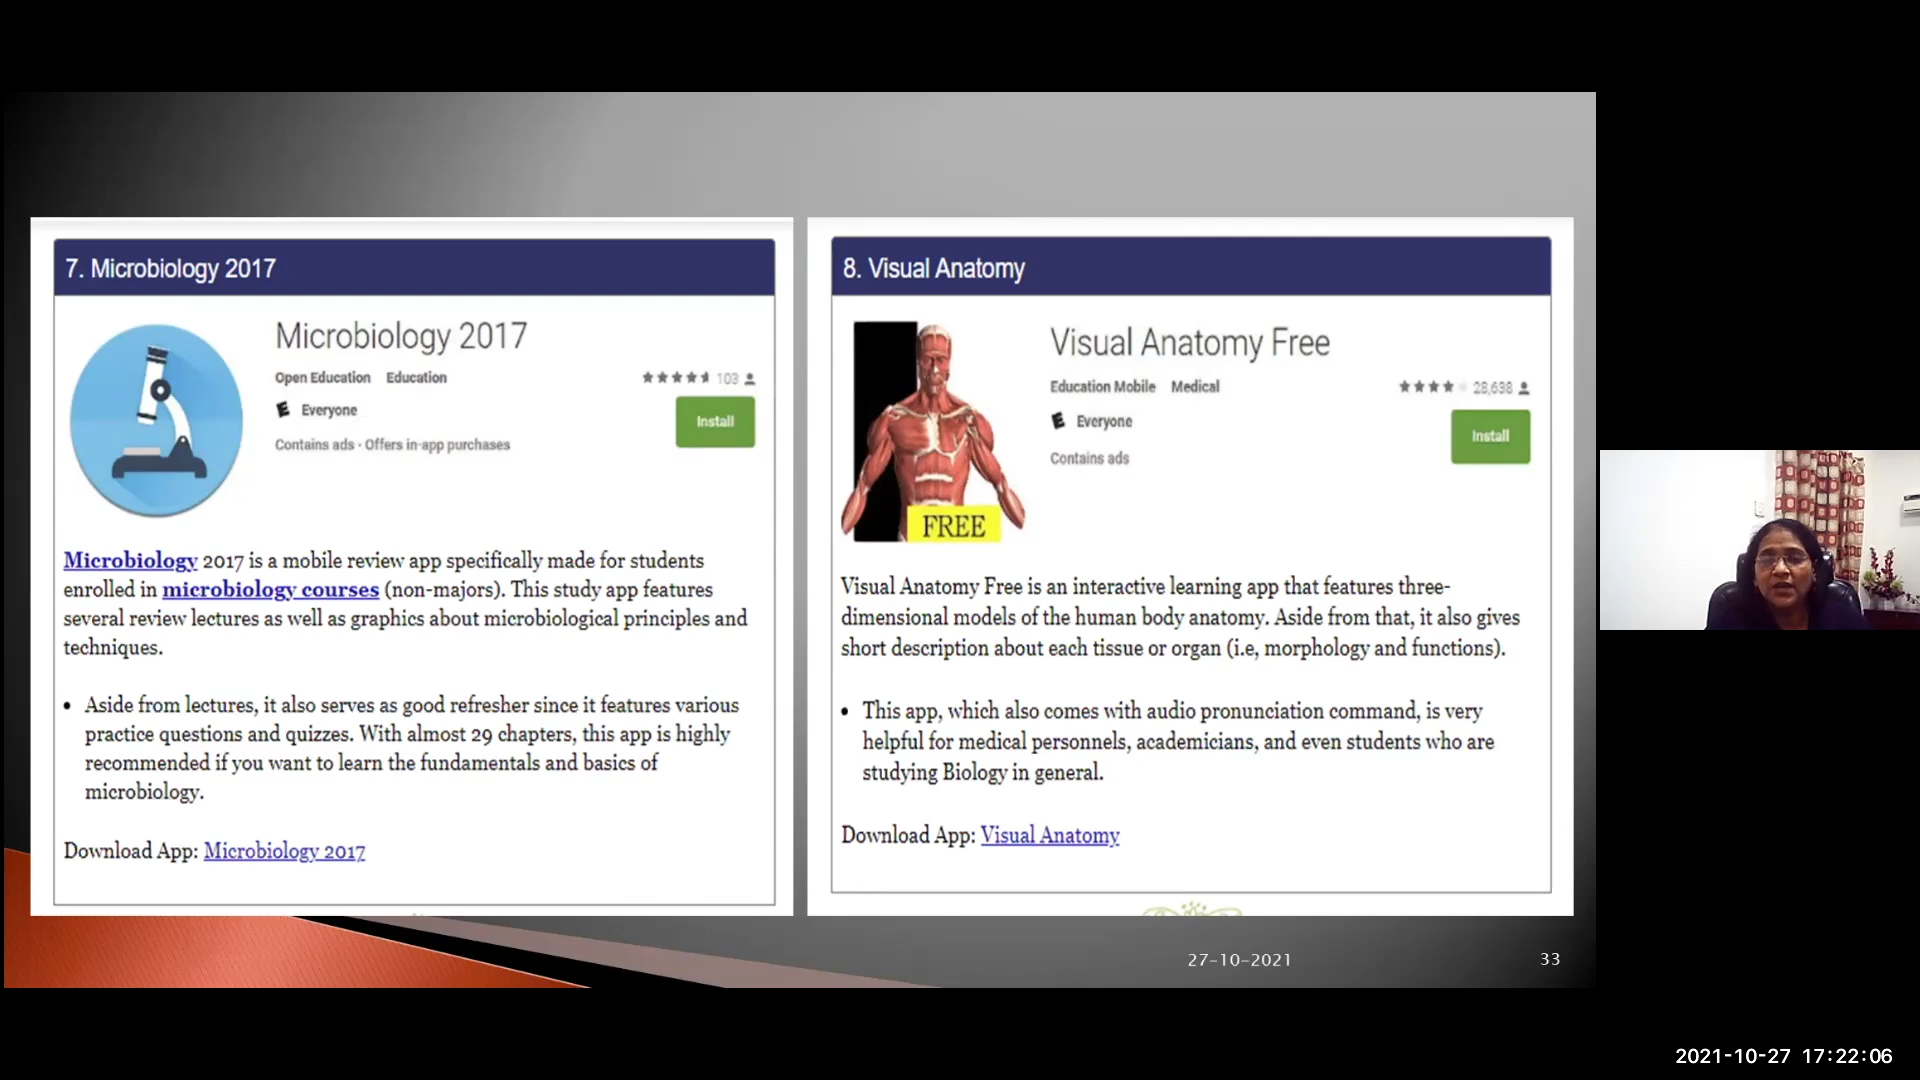 7. Microbiology 2017
Microbiology 2017
Open Education Education
103
Everyone
Install
Contains ads · Offers in-app purchases
Microbiology 2017 is a mobile review app specifically made for students
enrolled in microbiology courses (non-majors). This study app features
several review lectures as well as graphics about microbiological principles and
techniques.
• Aside from lectures, it also serves as good refresher since it features various
practice questions and quizzes. With almost 29 chapters, this app is highly
recommended if you want to learn the fundamentals and basics of
microbiology.
Download App: Microbiology 2017
8. Visual Anatomy
Visual Anatomy Free
Education Mobile Medical
28,638
Everyone
Install
Contains ads
FREE
Visual Anatomy Free is an interactive learning app that features three-
dimensional models of the human body anatomy. Aside from that, it also gives
short description about each tissue or organ (i.e, morphology and functions).
• This app, which also comes with audio pronunciation command, is very
helpful for medical personnels, academicians, and even students who are
studying Biology in general.
Download App: Visual Anatomy
27-10-2021
33
2021-10-27 17:22:06